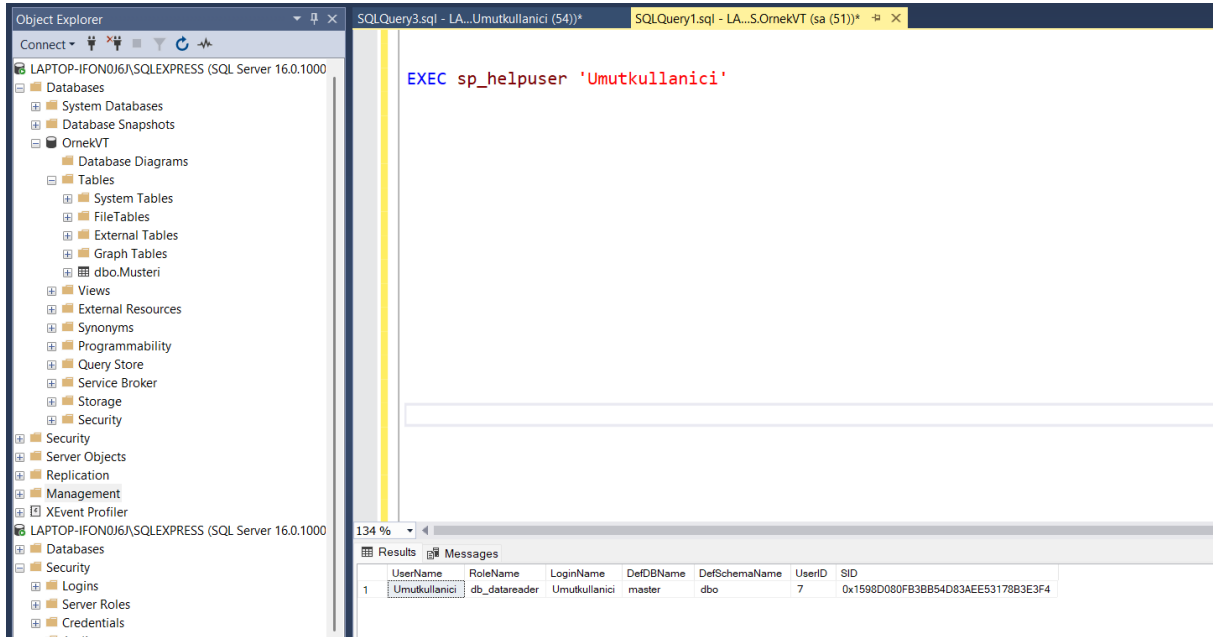 Object Explorer
Connect
LAPTOP-IFON0J6J\SQLEXPRESS (SQL Server 16.0.1000
Databases
System Databases
Database Snapshots
OrnekVT
Database Diagrams
Tables
System Tables
FileTables
External Tables
Graph Tables
dbo.Musteri
Views
External Resources
Synonyms
Programmability
Query Store
Service Broker
Storage
Security
Security
Server Objects
Replication
Management
XEvent Profiler
LAPTOP-IFON0J6J\SQLEXPRESS (SQL Server 16.0.1000
Databases
Security
Logins
Server Roles
Credentials
SQLQuery3.sql - LA...Umutkullanici (54))* SQLQuery1.sql - LA...S.OrnekVT (sa (51))*
EXEC sp_helpuser 'Umutkullanici'
134 %
Results Messages
UserName RoleName LoginName DefDBName DefSchemaName UserID SID
1 Umutkullanici db_datareader Umutkullanici master dbo 7 0x1598D080FB3BB54D83AEE53178B3E3F4